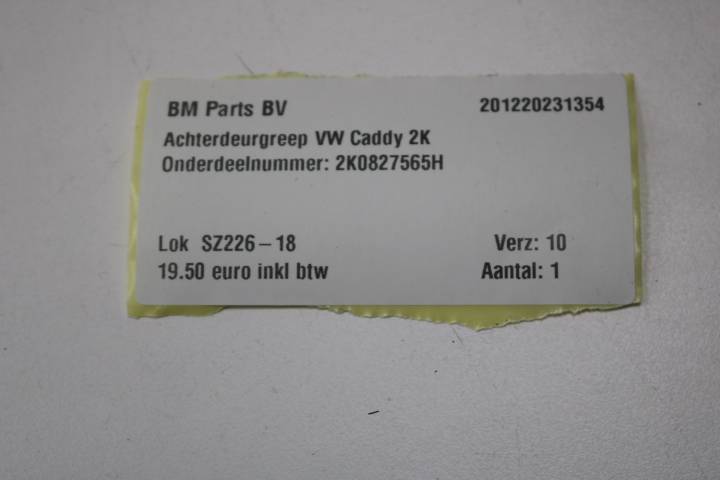 BM Parts BV 201220231354
Achterdeurgreep VW Caddy 2K
Onderdeelnummer: 2K0827565H
Lok SZ226-18 Verz: 10
19.50 euro inkl btw Aantal: 1